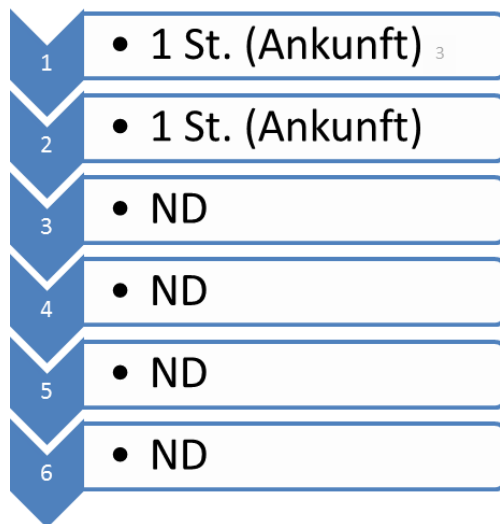 1 • 1 St. (Ankunft) 3
2 • 1 St. (Ankunft)
3 • ND
4 • ND
5 • ND
6 • ND